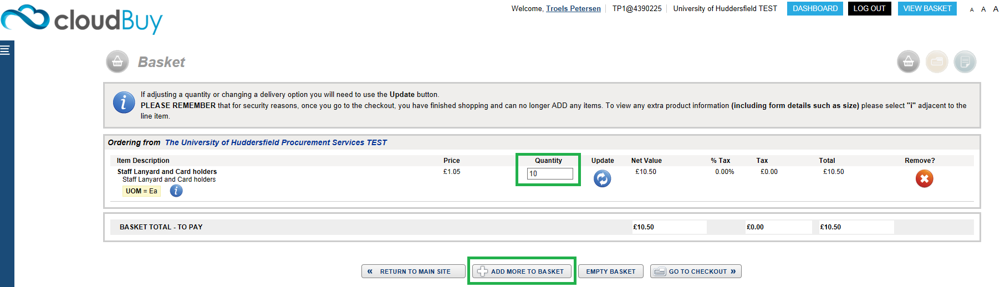 cloudBuy
Welcome, Troels Petersen TP1@4390225 University of Huddersfield TEST DASHBOARD LOG OUT VIEW BASKET A A A
Basket
If adjusting a quantity or changing a delivery option you will need to use the Update button.
PLEASE REMEMBER that for security reasons, once you go to the checkout, you have finished shopping and can no longer ADD any items. To view any extra product information (including form details such as size) please select "i" adjacent to the
line item.
Ordering from The University of Huddersfield Procurement Services TEST
Item Description Price Quantity Update Net Value % Tax Tax Total Remove?
Staff Lanyard and Card holders £1.05 10 £10.50 0.00% £0.00 £10.50
Staff Lanyard and Card holders
UOM = Ea i
BASKET TOTAL - TO PAY £10.50 £0.00 £10.50
« RETURN TO MAIN SITE ADD MORE TO BASKET EMPTY BASKET GO TO CHECKOUT »